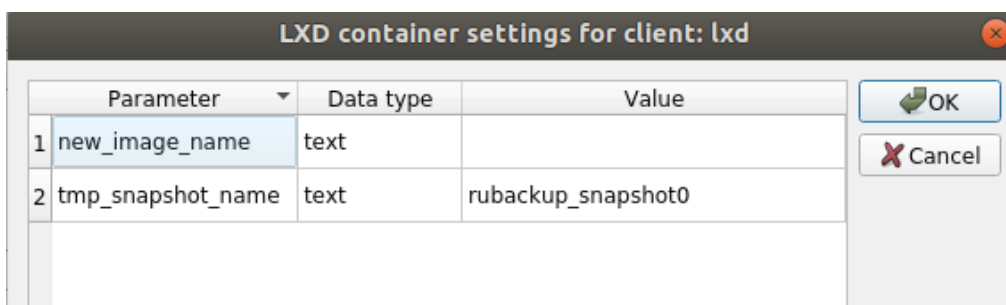 LXD container settings for client: lxd
Parameter Data type Value
1 new_image_name text
2 tmp_snapshot_name text rubackup_snapshot0
OK
Cancel